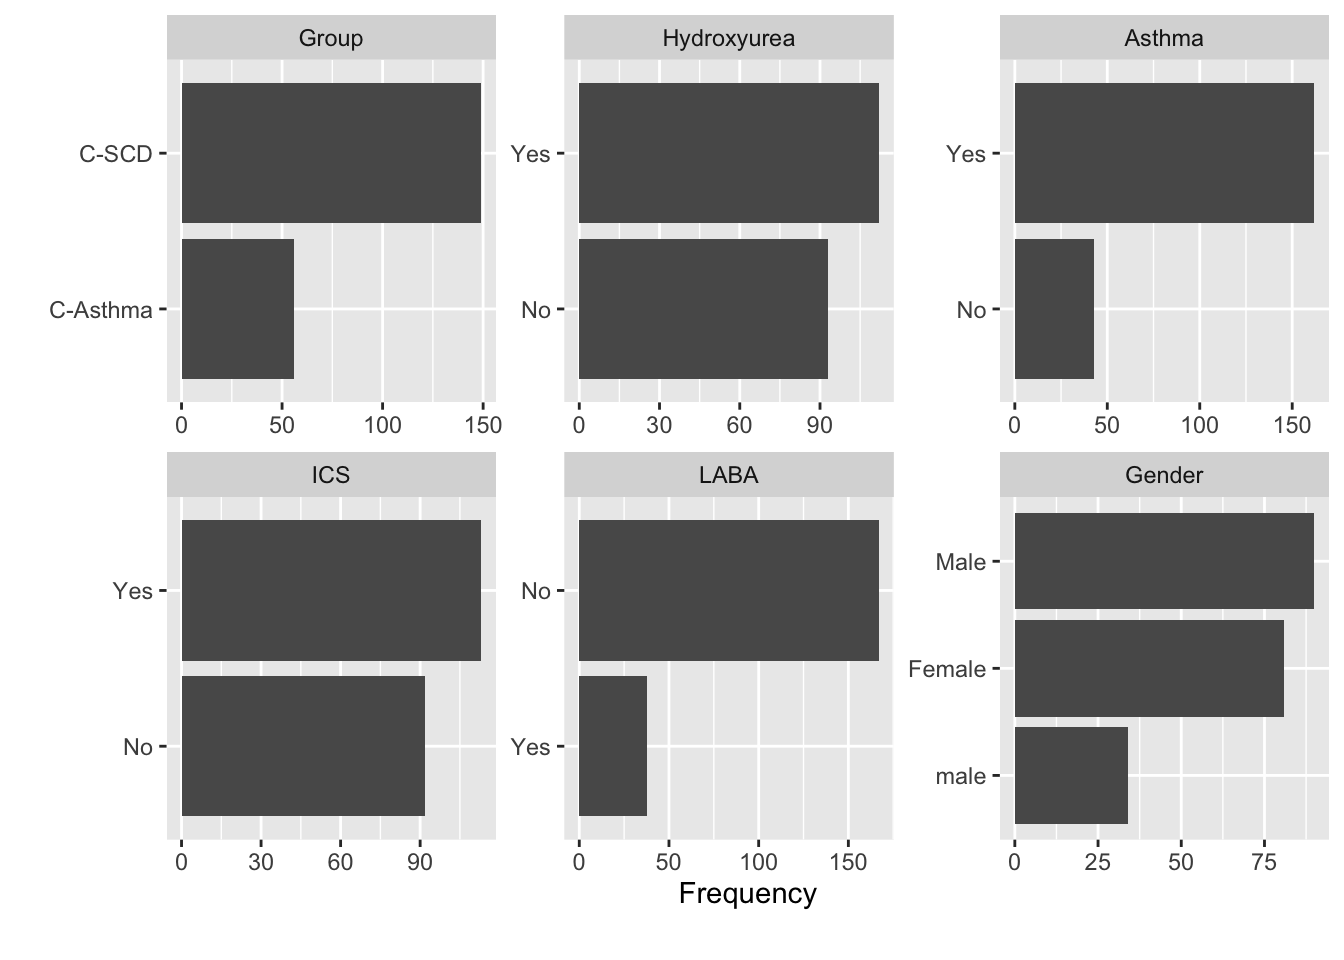 Group
C-SCD
C-Asthma
0 50 100 150
Hydroxyurea
Yes
No
0 30 60 90
Asthma
Yes
No
0 50 100 150
ICS
Yes
No
0 30 60 90
LABA
No
Yes
0 50 100 150
Gender
Male
Female
male
0 25 50 75
Frequency